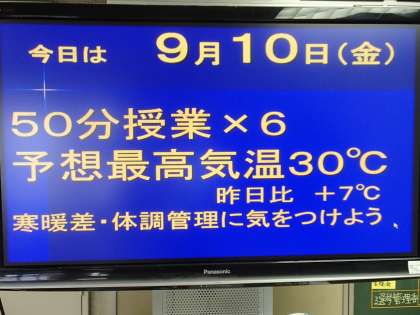 今日は 9月10日(金)
50分授業×6
予想最高気温30℃
昨日比 +7℃
寒暖差・体調管理に気をつけよう
Panasonic